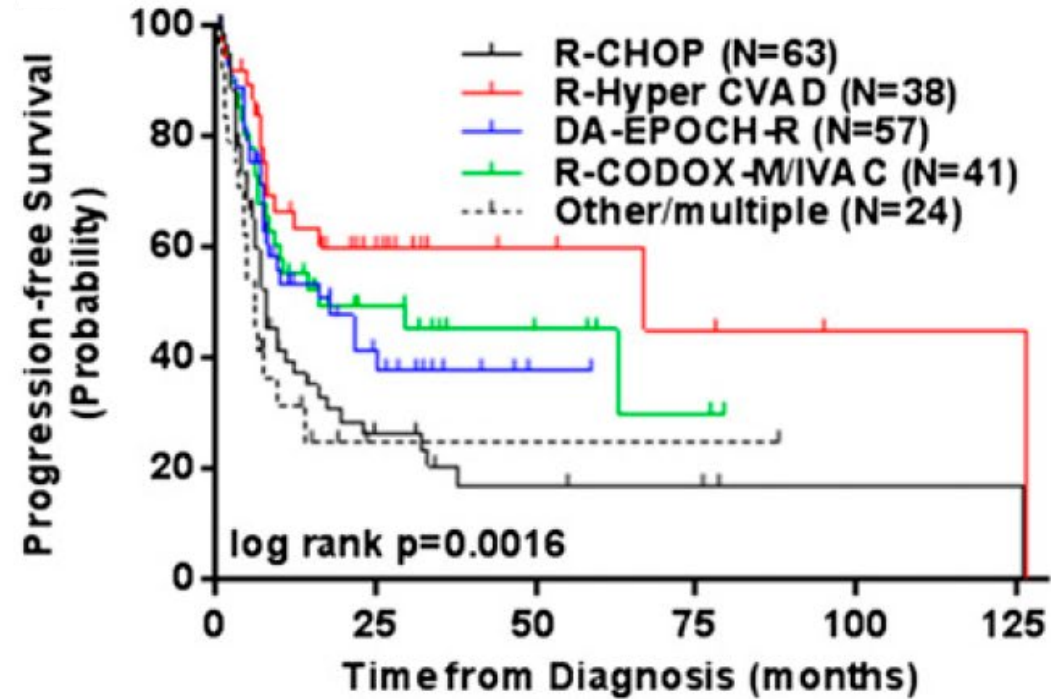 Progression-free Survival
(Probability)
100
80
60
40
20
0
R-CHOP (N=63)
R-Hyper CVAD (N=38)
DA-EPOCH-R (N=57)
R-CODOX-M/IVAC (N=41)
Other/multiple (N=24)
log rank p=0.0016
0 25 50 75 100 125
Time from Diagnosis (months)